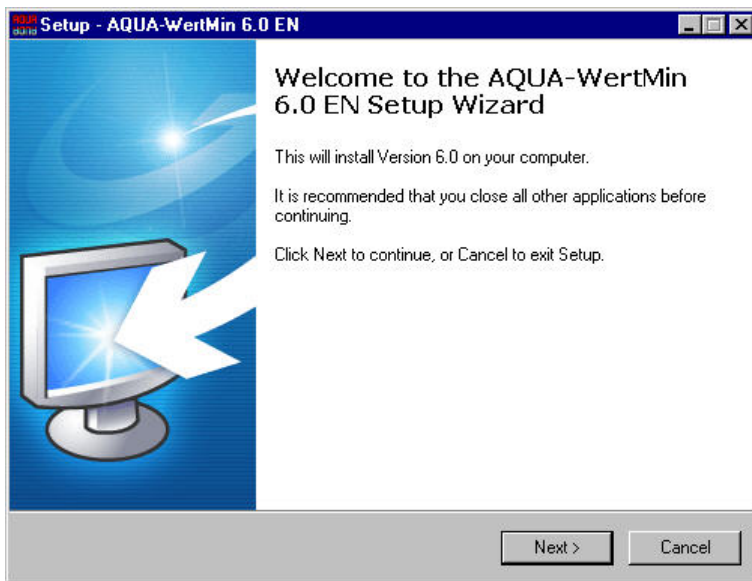 Setup - AQUA-WertMin 6.0 EN
Welcome to the AQUA-WertMin
6.0 EN Setup Wizard
This will install Version 6.0 on your computer.
It is recommended that you close all other applications before
continuing.
Click Next to continue, or Cancel to exit Setup.
Next >
Cancel